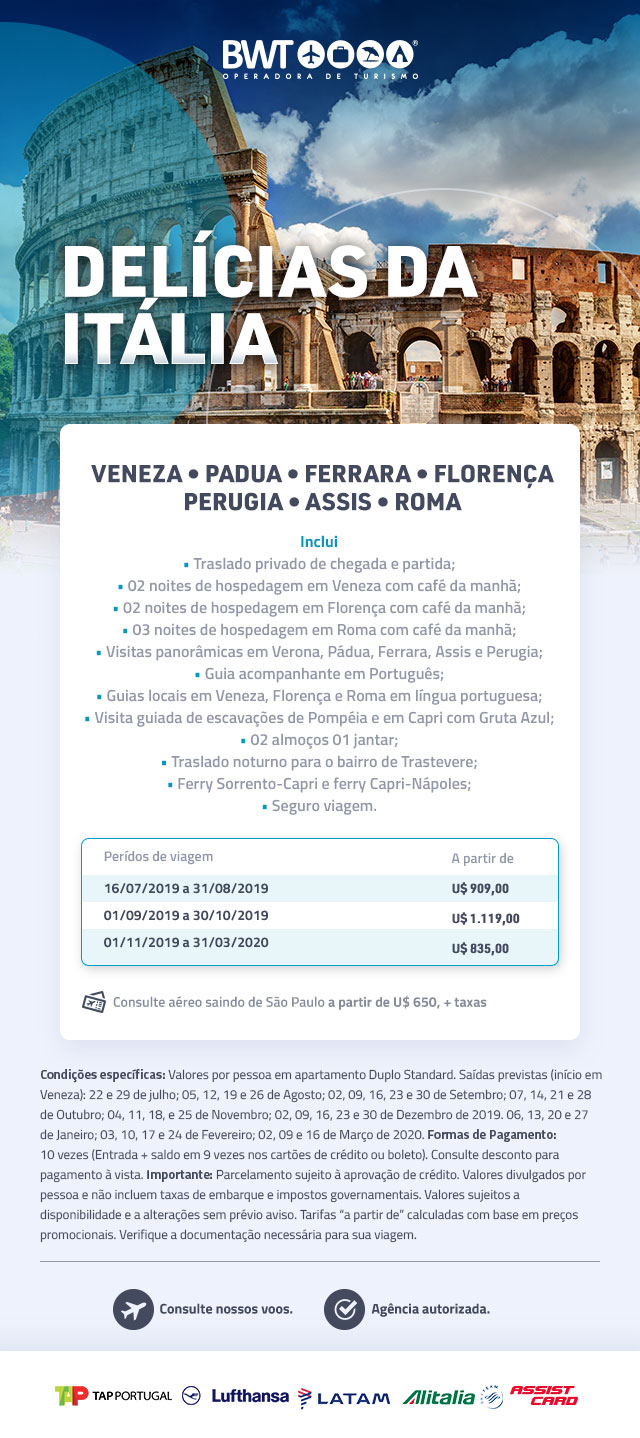 BWT
OPERADORA DE TURISMO
DELÍCIAS DA
ITÁLIA
VENEZA • PADUA • FERRARA • FLORENÇA
PERUGIA • ASSIS • ROMA
Inclui
▪ Traslado privado de chegada e partida;
▪ 02 noites de hospedagem em Veneza com café da manhã;
▪ 02 noites de hospedagem em Florença com café da manhã;
▪ 03 noites de hospedagem em Roma com café da manhã;
▪ Visitas panorâmicas em Verona, Pádua, Ferrara, Assis e Perugia;
▪ Guia acompanhante em Português;
▪ Guias locais em Veneza, Florença e Roma em língua portuguesa;
▪ Visita guiada de escavações de Pompéia e em Capri com Gruta Azul;
▪ 02 almoços 01 jantar;
▪ Traslado noturno para o bairro de Trastevere;
▪ Ferry Sorrento-Capri e ferry Capri-Nápoles;
▪ Seguro viagem.
Perídos de viagem A partir de
16/07/2019 a 31/08/2019 U$ 909,00
01/09/2019 a 30/10/2019 U$ 1.119,00
01/11/2019 a 31/03/2020 U$ 835,00
Consulte aéreo saindo de São Paulo a partir de U$ 650, + taxas
Condições específicas: Valores por pessoa em apartamento Duplo Standard. Saídas previstas (início em
Veneza): 22 e 29 de julho; 05, 12, 19 e 26 de Agosto; 02, 09, 16, 23 e 30 de Setembro; 07, 14, 21 e 28
de Outubro; 04, 11, 18, e 25 de Novembro; 02, 09, 16, 23 e 30 de Dezembro de 2019. 06, 13, 20 e 27
de Janeiro; 03, 10, 17 e 24 de Fevereiro; 02, 09 e 16 de Março de 2020. Formas de Pagamento:
10 vezes (Entrada + saldo em 9 vezes nos cartões de crédito ou boleto). Consulte desconto para
pagamento à vista. Importante: Parcelamento sujeito à aprovação de crédito. Valores divulgados por
pessoa e não incluem taxas de embarque e impostos governamentais. Valores sujeitos a
disponibilidade e a alterações sem prévio aviso. Tarifas “a partir de” calculadas com base em preços
promocionais. Verifique a documentação necessária para sua viagem.
Consulte nossos voos. Agência autorizada.
TAP TAP PORTUGAL Lufthansa LATAM Alitalia ASSIST
CARD